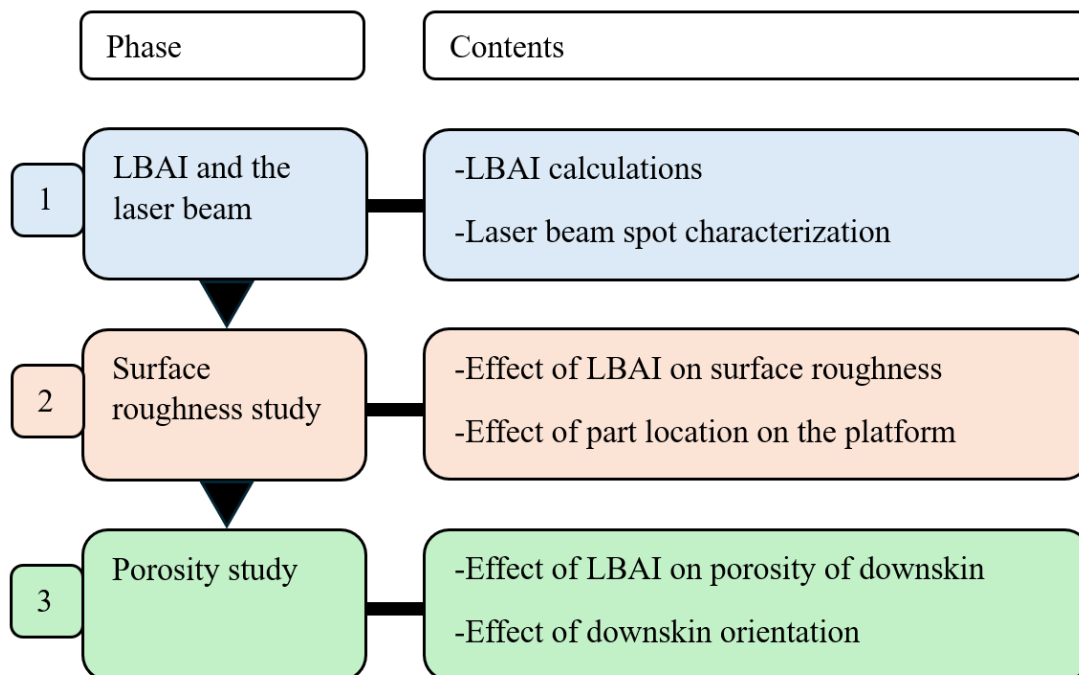 Phase
Contents
1
LBAI and the
laser beam
-LBAI calculations
-Laser beam spot characterization
2
Surface
roughness study
-Effect of LBAI on surface roughness
-Effect of part location on the platform
3
Porosity study
-Effect of LBAI on porosity of downskin
-Effect of downskin orientation